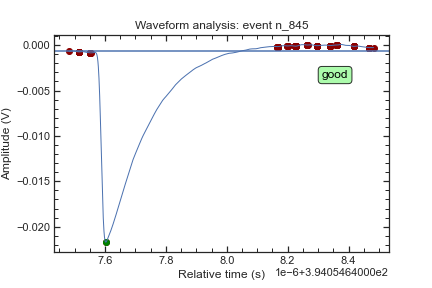 Waveform analysis: event n_845
0.000
−0.005
−0.010
−0.015
−0.020
Amplitude (V)
good
7.6
7.8
8.0
8.2
8.4
Relative time (s)
1e-6+3.9405464000e2